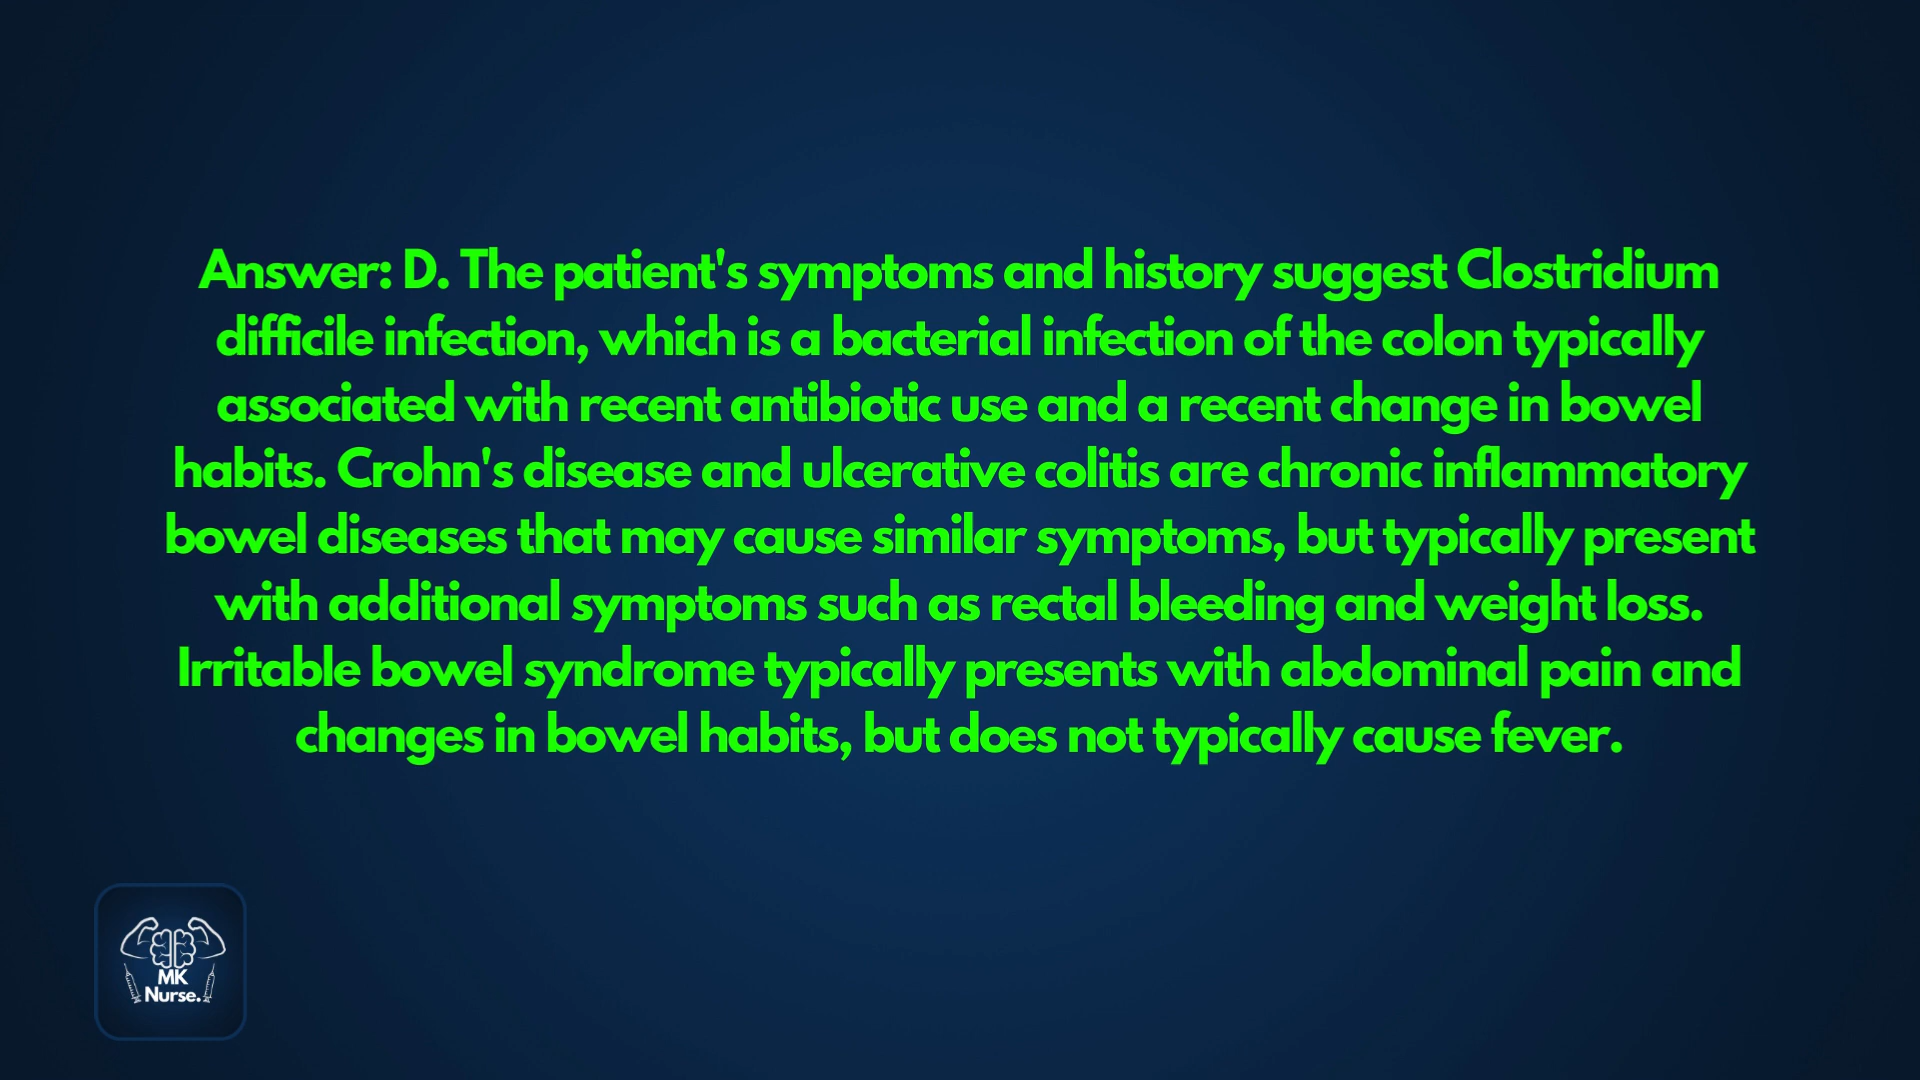 Answer: D. The patient's symptoms and history suggest Clostridium
difficile infection, which is a bacterial infection of the colon typically
associated with recent antibiotic use and a recent change in bowel
habits. Crohn's disease and ulcerative colitis are chronic inflammatory
bowel diseases that may cause similar symptoms, but typically present
with additional symptoms such as rectal bleeding and weight loss.
Irritable bowel syndrome typically presents with abdominal pain and
changes in bowel habits, but does not typically cause fever.
MK
Nurse.